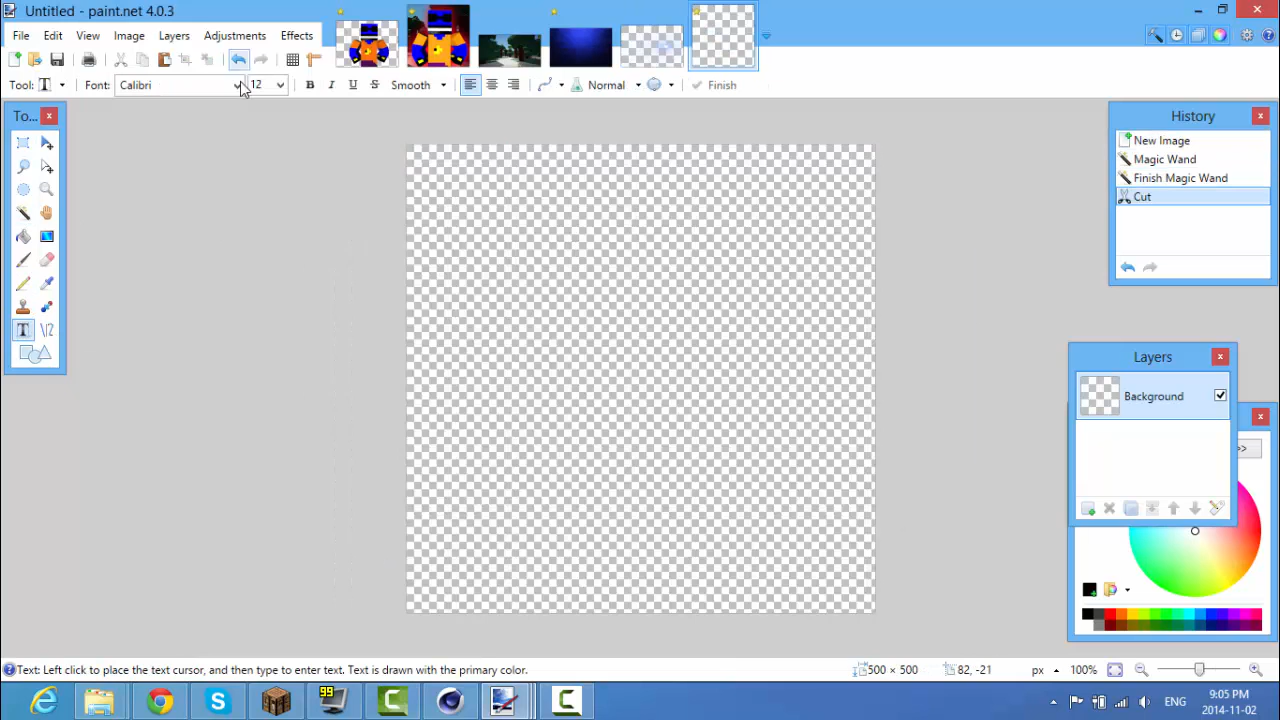 Untitled - paint.net 4.0.3
File Edit View Image Layers Adjustments Effects
Tool: T Font: Calibri 12 B I U S Smooth Normal Finish
To...
History
New Image
Magic Wand
Finish Magic Wand
Cut
Layers
Background
>>
Text: Left click to place the text cursor, and then type to enter text. Text is drawn with the primary color.
500 × 500 82, -21 px 100%
99
ENG
9:05 PM
2014-11-02